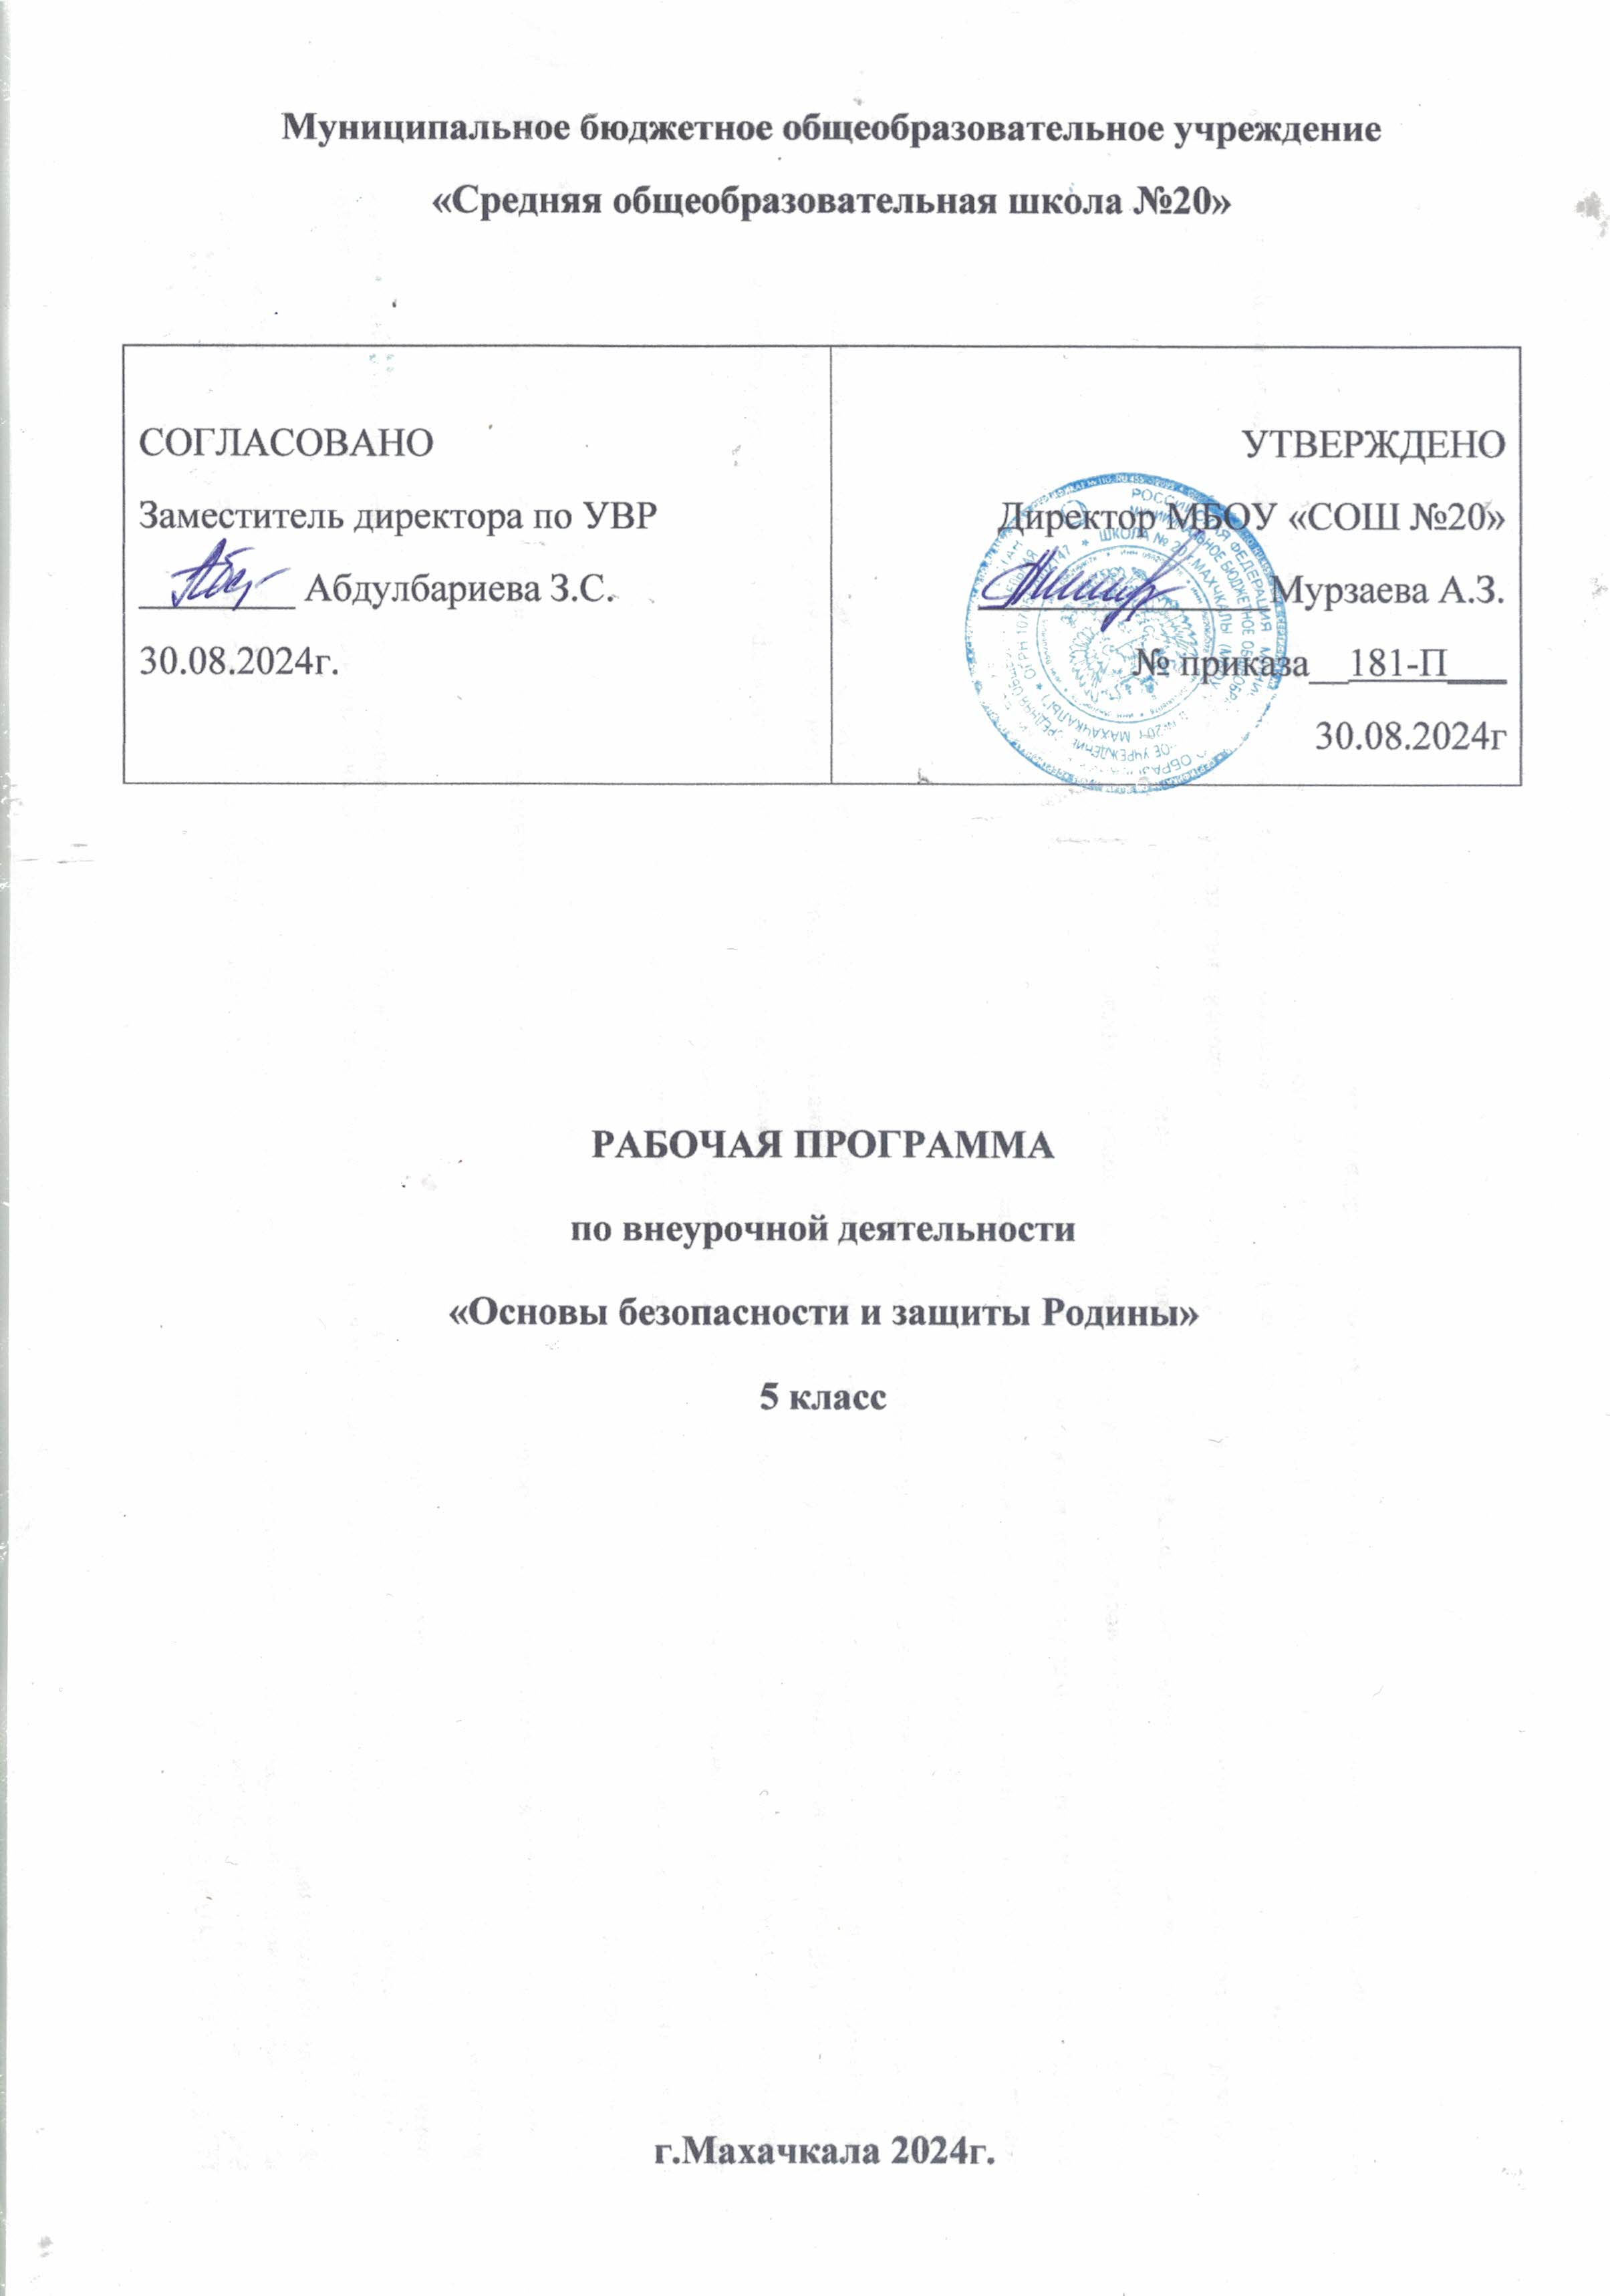 Муниципальное бюджетное общеобразовательное учреждение
«Средняя общеобразовательная школа №20»
СОГЛАСОВАНО
Заместитель директора по УВР
________ Абдулбариева З.С.
30.08.2024г.
УТВЕРЖДЕНО
Директор МБОУ «СОШ №20»
Мурзаева А.З.
№ приказа__181-П___
30.08.2024г
РАБОЧАЯ ПРОГРАММА
по внеурочной деятельности
«Основы безопасности и защиты Родины»
5 класс
г.Махачкала 2024г.